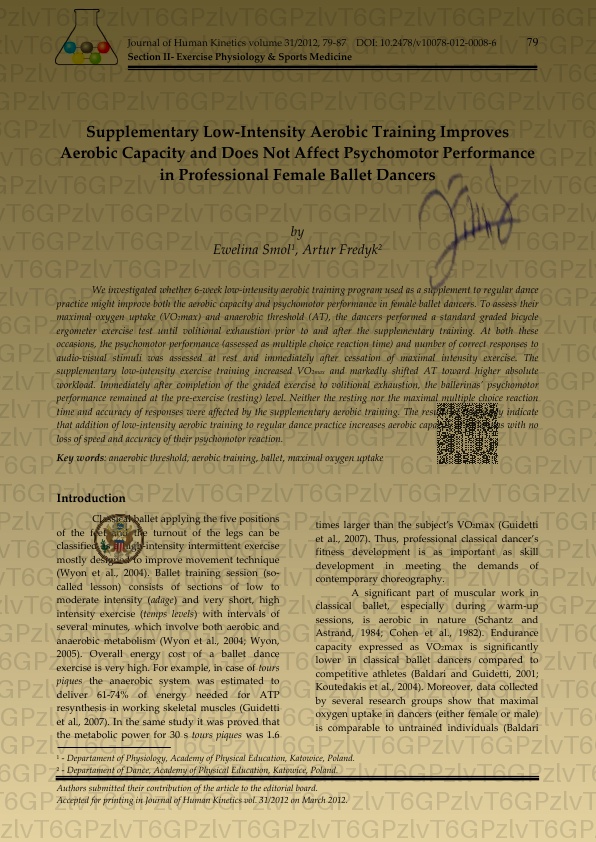 Journal of Human Kinetics volume 31/2012, 79-87 DOI: 10.2478/v10078-012-0008-6 79
Section II- Exercise Physiology & Sports Medicine
Supplementary Low-Intensity Aerobic Training Improves
Aerobic Capacity and Does Not Affect Psychomotor Performance
in Professional Female Ballet Dancers
by
Ewelina Smol¹, Artur Fredyk²
We investigated whether 6-week low-intensity aerobic training program used as a supplement to regular dance
practice might improve both the aerobic capacity and psychomotor performance in female ballet dancers. To assess their
maximal oxygen uptake (VO₂max) and anaerobic threshold (AT), the dancers performed a standard graded bicycle
ergometer exercise test until volitional exhaustion prior to and after the supplementary training. At both these
occasions, the psychomotor performance (assessed as multiple choice reaction time) and number of correct responses to
audio-visual stimuli was assessed at rest and immediately after cessation of maximal intensity exercise. The
supplementary low-intensity exercise training increased VO₂max and markedly shifted AT toward higher absolute
workload. Immediately after completion of the graded exercise to volitional exhaustion, the ballerinas' psychomotor
performance remained at the pre-exercise (resting) level. Neither the resting nor the maximal multiple choice reaction
time and accuracy of responses were affected by the supplementary aerobic training. The indicate
that addition of low-intensity aerobic training to regular dance practice increases aerobic with no
loss of speed and accuracy of their psychomotor reaction.
Key words: anaerobic threshold, aerobic training, ballet, maximal oxygen uptake
Introduction
Classical ballet applying the five positions
of the feet and the turnout of the legs can be
classified high-intensity intermittent exercise
mostly designed to improve movement technique
(Wyon et al., 2004). Ballet training session (so-
called lesson) consists of sections of low to
moderate intensity (adage) and very short, high
intensity exercise (temps levels) with intervals of
several minutes, which involve both aerobic and
anaerobic metabolism (Wyon et al., 2004; Wyon,
2005). Overall energy cost of a ballet dance
exercise is very high. For example, in case of tours
piques the anaerobic system was estimated to
deliver 61-74% of energy needed for ATP
resynthesis in working skeletal muscles (Guidetti
et al., 2007). In the same study it was proved that
the metabolic power for 30 s tours piques was 1.6
times larger than the subject's VO₂max (Guidetti
et al., 2007). Thus, professional classical dancer's
fitness development is as important as skill
development in meeting the demands of
contemporary choreography.
A significant part of muscular work in
classical ballet, especially during warm-up
sessions, is aerobic in nature (Schantz and
Astrand, 1984; Cohen et al., 1982). Endurance
capacity expressed as VO₂max is significantly
lower in classical ballet dancers compared to
competitive athletes (Baldari and Guidetti, 2001;
Koutedakis et al., 2004). Moreover, data collected
by several research groups show that maximal
oxygen uptake in dancers (either female or male)
is comparable to untrained individuals (Baldari
¹ - Departament of Physiology, Academy of Physical Education, Katowice, Poland.
² - Departament of Dance, Academy of Physical Education, Katowice, Poland.
Authors submitted their contribution of the article to the editorial board.
Accepted for printing in Journal of Human Kinetics vol. 31/2012 on March 2012.